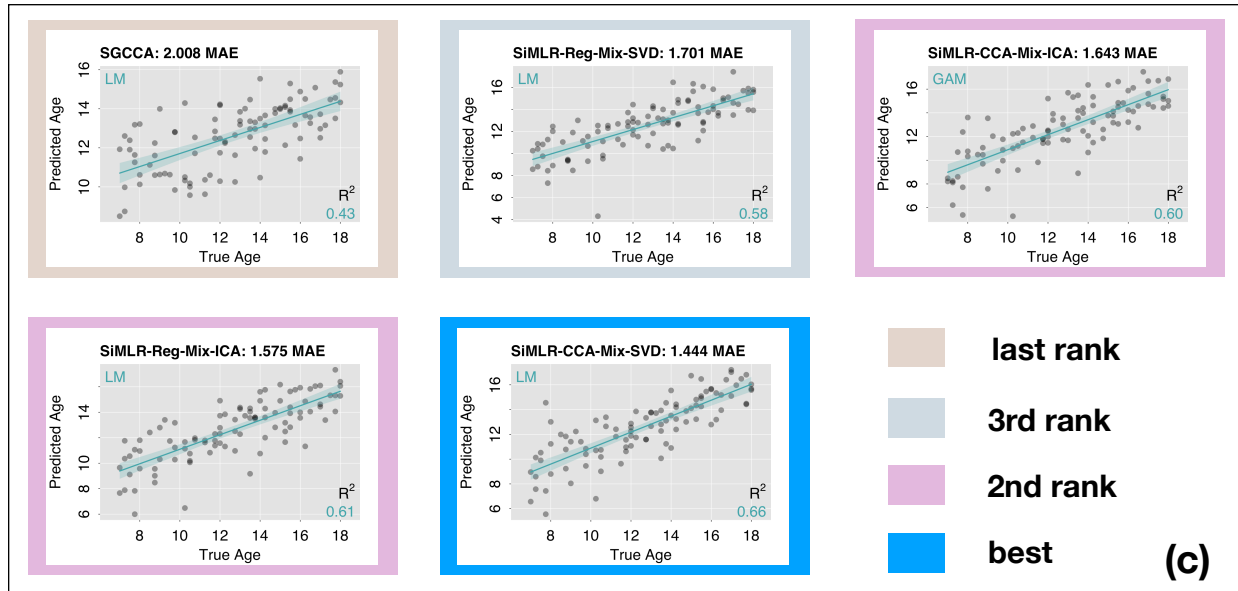 SGCCA: 2.008 MAE
LM
Predicted Age
16
14
12
10
R²
0.43
8 10 12 14 16 18
True Age
SiMLR-Reg-Mix-SVD: 1.701 MAE
LM
Predicted Age
16
12
10
8
6
4
R²
0.58
8 10 12 14 16 18
True Age
SiMLR-CCA-Mix-ICA: 1.643 MAE
GAM
Predicted Age
16
14
12
10
8
6
R²
0.60
8 10 12 14 16 18
True Age
SiMLR-Reg-Mix-ICA: 1.575 MAE
LM
Predicted Age
14
12
10
8
6
R²
0.61
8 10 12 14 16 18
True Age
SiMLR-CCA-Mix-SVD: 1.444 MAE
LM
Predicted Age
16
14
12
10
8
6
R²
0.66
8 10 12 14 16 18
True Age
last rank
3rd rank
2nd rank
best
(c)